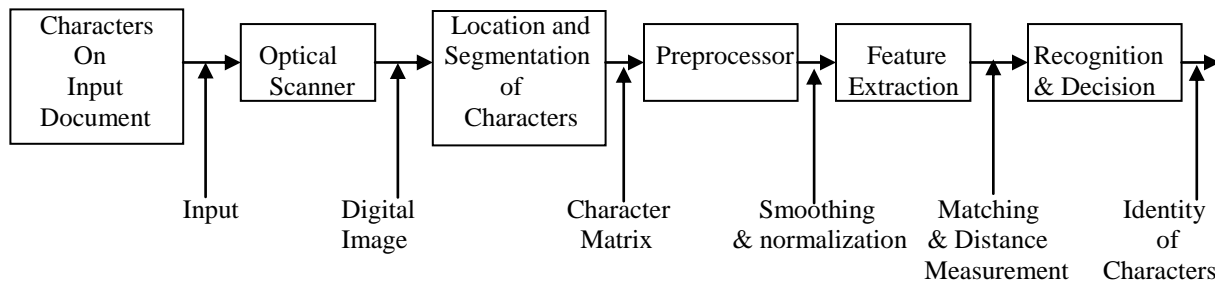 Characters
On
Input
Document
Optical
Scanner
Location and
Segmentation
of
Characters
Preprocessor
Feature
Extraction
Recognition
& Decision
Input
Digital
Image
Character
Matrix
Smoothing
& normalization
Matching
& Distance
Measurement
Identity
of
Characters